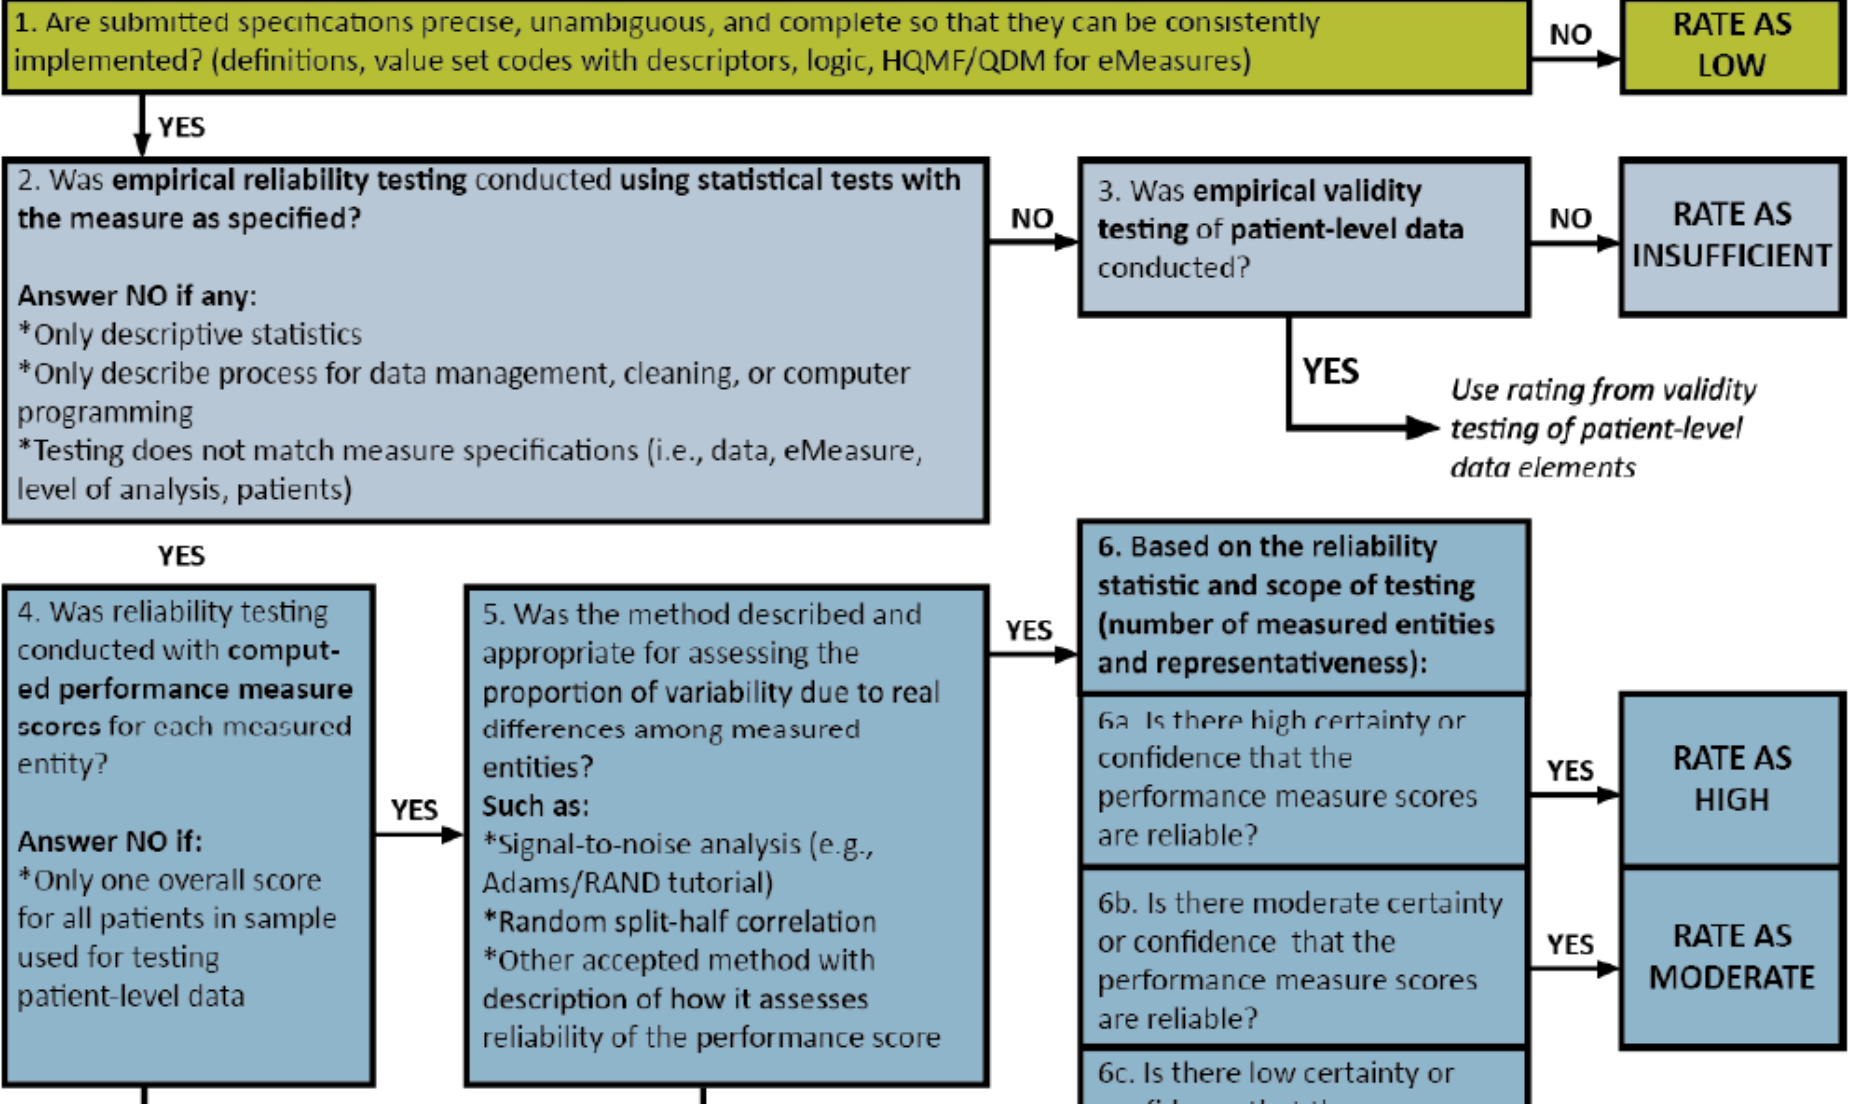 1. Are submitted specifications precise, unambiguous, and complete so that they can be consistently
implemented? (definitions, value set codes with descriptors, logic, HQMF/QDM for eMeasures)
NO
RATE AS
LOW
YES
2. Was empirical reliability testing conducted using statistical tests with
the measure as specified?
Answer NO if any:
*Only descriptive statistics
*Only describe process for data management, cleaning, or computer
programming
*Testing does not match measure specifications (i.e., data, eMeasure,
level of analysis, patients)
NO
3. Was empirical validity
testing of patient-level data
conducted?
NO
RATE AS
INSUFFICIENT
YES
Use rating from validity
testing of patient-level
data elements
YES
4. Was reliability testing
conducted with comput-
ed performance measure
scores for each measured
entity?
Answer NO if:
*Only one overall score
for all patients in sample
used for testing
patient-level data
YES
5. Was the method described and
appropriate for assessing the
proportion of variability due to real
differences among measured
entities?
Such as:
*Signal-to-noise analysis (e.g.,
Adams/RAND tutorial)
*Random split-half correlation
*Other accepted method with
description of how it assesses
reliability of the performance score
YES
6. Based on the reliability
statistic and scope of testing
(number of measured entities
and representativeness):
6a. Is there high certainty or
confidence that the
performance measure scores
are reliable?
YES
RATE AS
HIGH
6b. Is there moderate certainty
or confidence that the
performance measure scores
are reliable?
YES
RATE AS
MODERATE
6c. Is there low certainty or